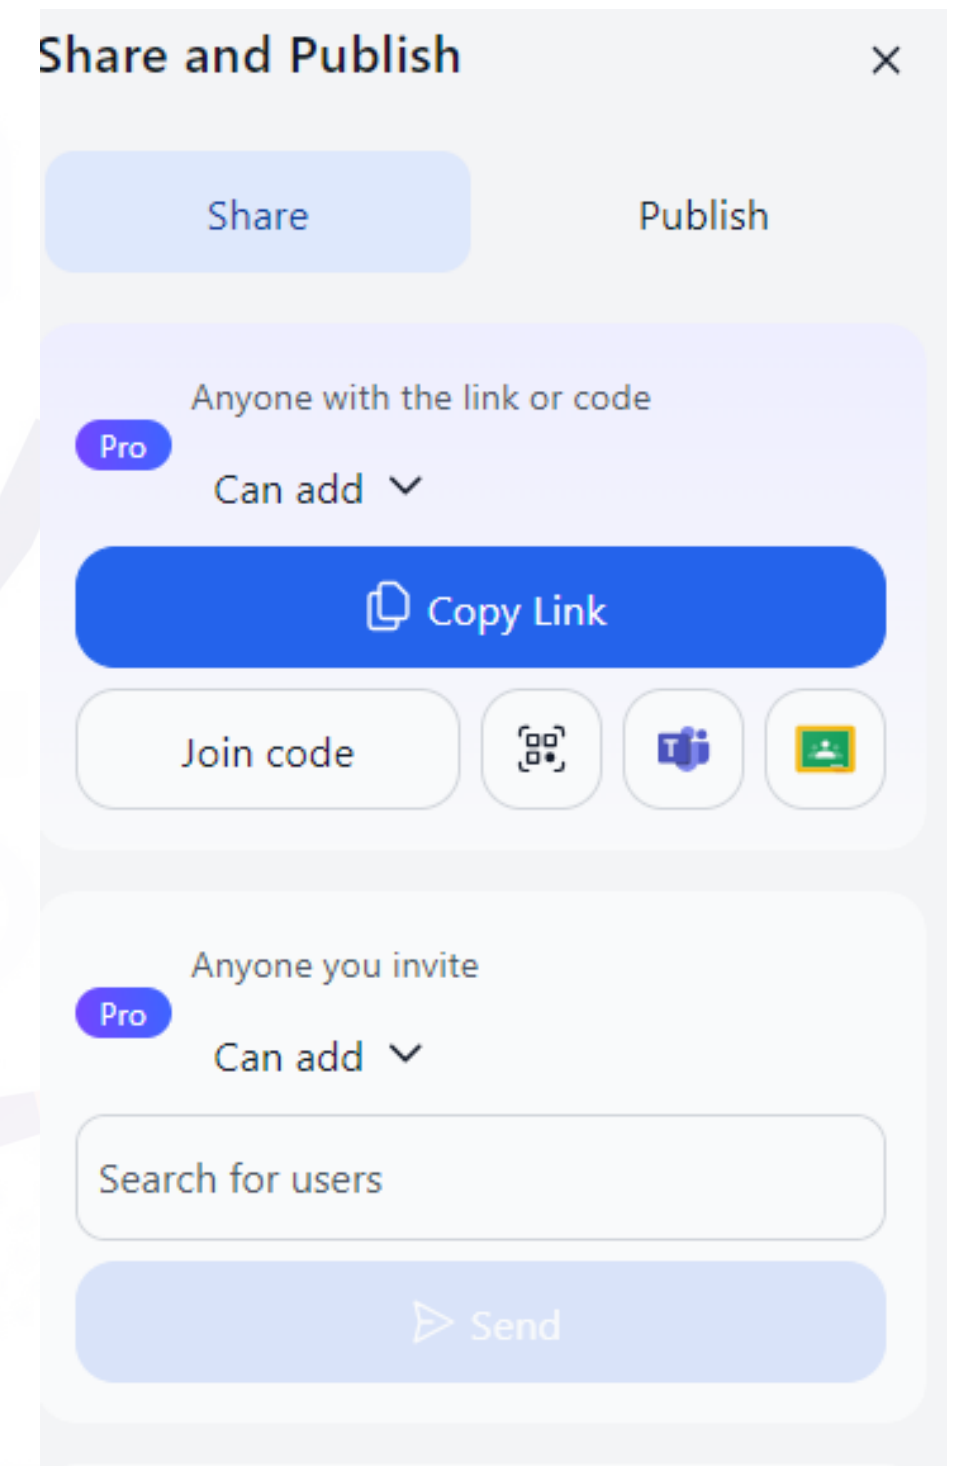 Share and Publish
Share
Publish
Anyone with the link or code
Pro
Can add
Copy Link
Join code
T
Anyone you invite
Pro
Can add
Search for users
Send